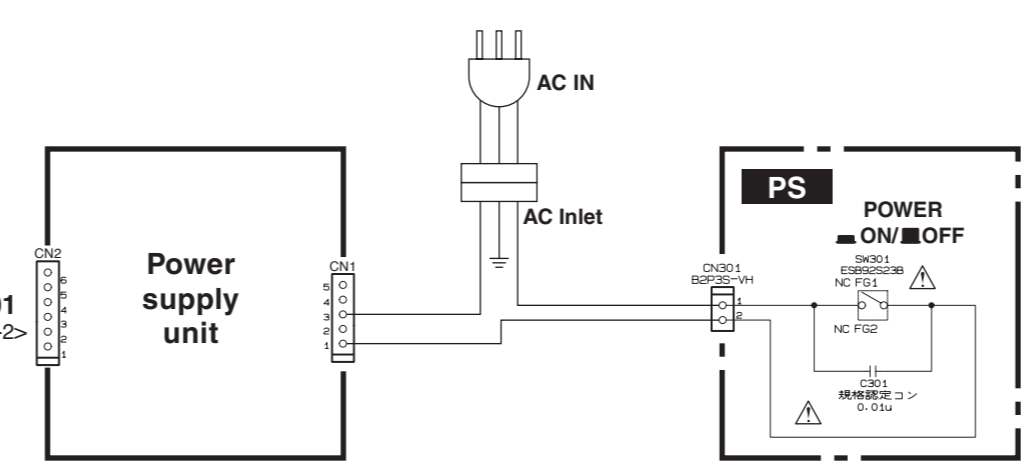 AC IN
AC Inlet
PS
POWER
ON/ OFF
SW301
ESB92S23B
NC FG1
NC FG2
C301
規格認定コン
0.01u
CN301
B2P3S-VH
1
2
CN2
6
5
4
3
2
1
Power
supply
unit
CN1
5
4
3
2
1